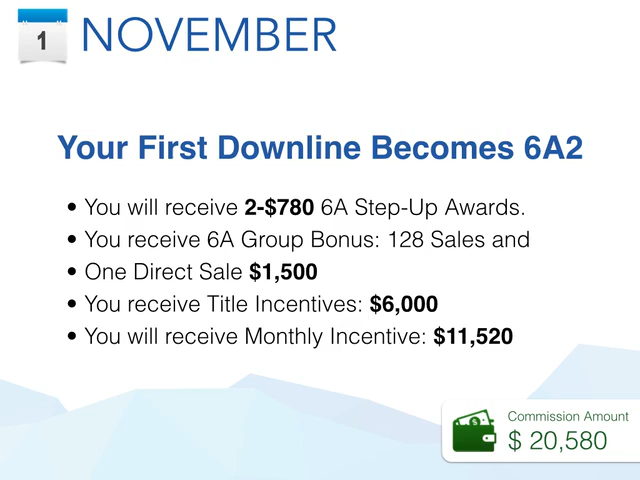 1
NOVEMBER
Your First Downline Becomes 6A2
• You will receive 2-$780 6A Step-Up Awards.
• You receive 6A Group Bonus: 128 Sales and
• One Direct Sale $1,500
• You receive Title Incentives: $6,000
• You will receive Monthly Incentive: $11,520
Commission Amount
$ 20,580